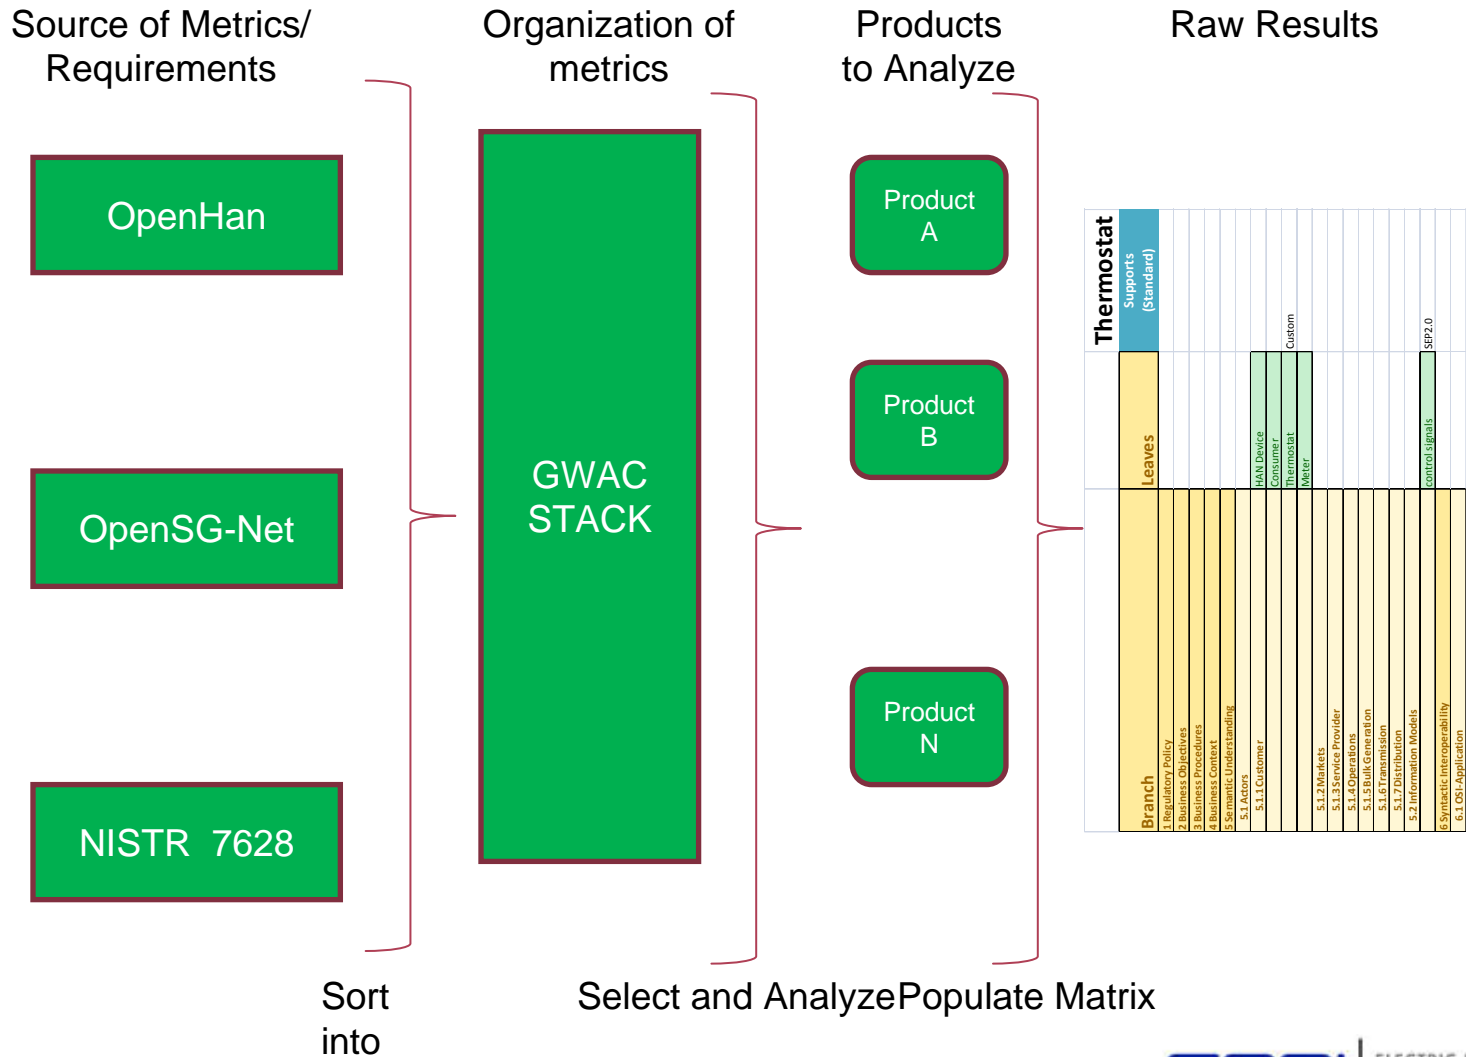 Source of Metrics/
Requirements
Organization of
metrics
Products
to Analyze
Raw Results
OpenHan
OpenSG-Net
NISTR 7628
GWAC
STACK
Product
A
Product
B
Product
N
Thermostat
Branch
Leaves
Supports
(Standard)
1 Regulatory Policy
2 Business Objectives
3 Business Procedures
4 Business Context
5 Semantic Understanding
5.1 Actors
5.1.1 Customer
HAN Device
Consumer
Thermostat
Custom
Meter
5.1.2 Markets
5.1.3 Service Provider
5.1.4 Operations
5.1.5 Bulk Generation
5.1.6 Transmission
5.1.7 Distribution
5.2 Information Models
control signals
SEP2.0
6 Syntactic Interoperability
6.1 OSI-Application
Sort
into
Select and Analyze
Populate Matrix